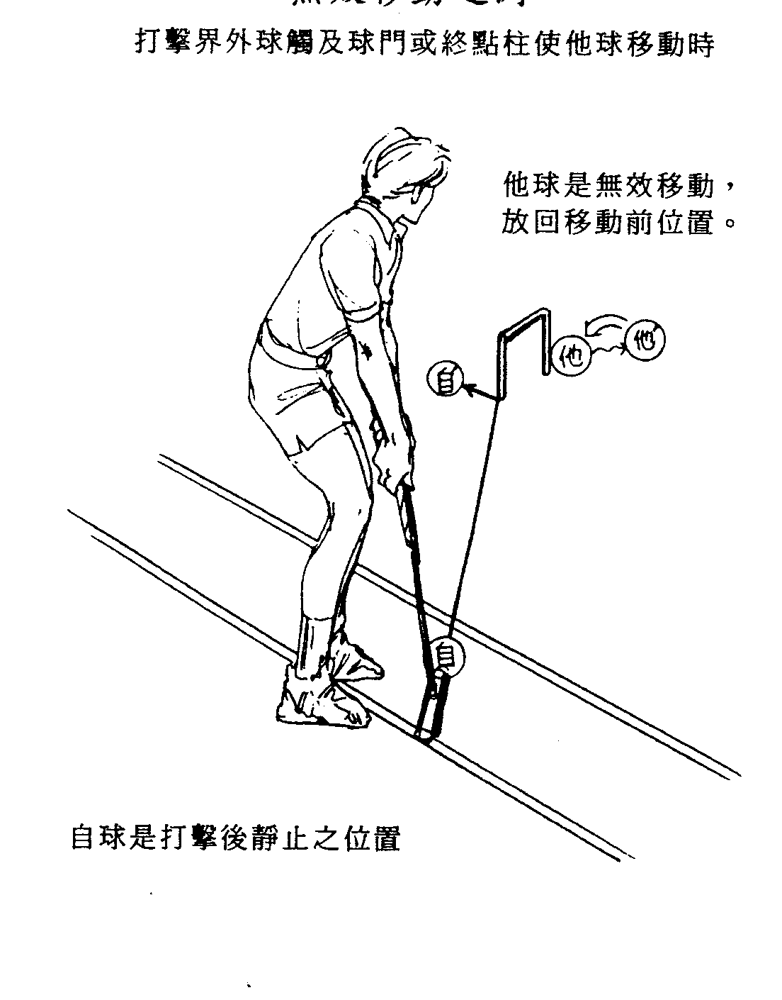 打擊界外球觸及球門或終點柱使他球移動時
他球是無效移動，
放回移動前位置。
他
他
自
自
自球是打擊後靜止之位置